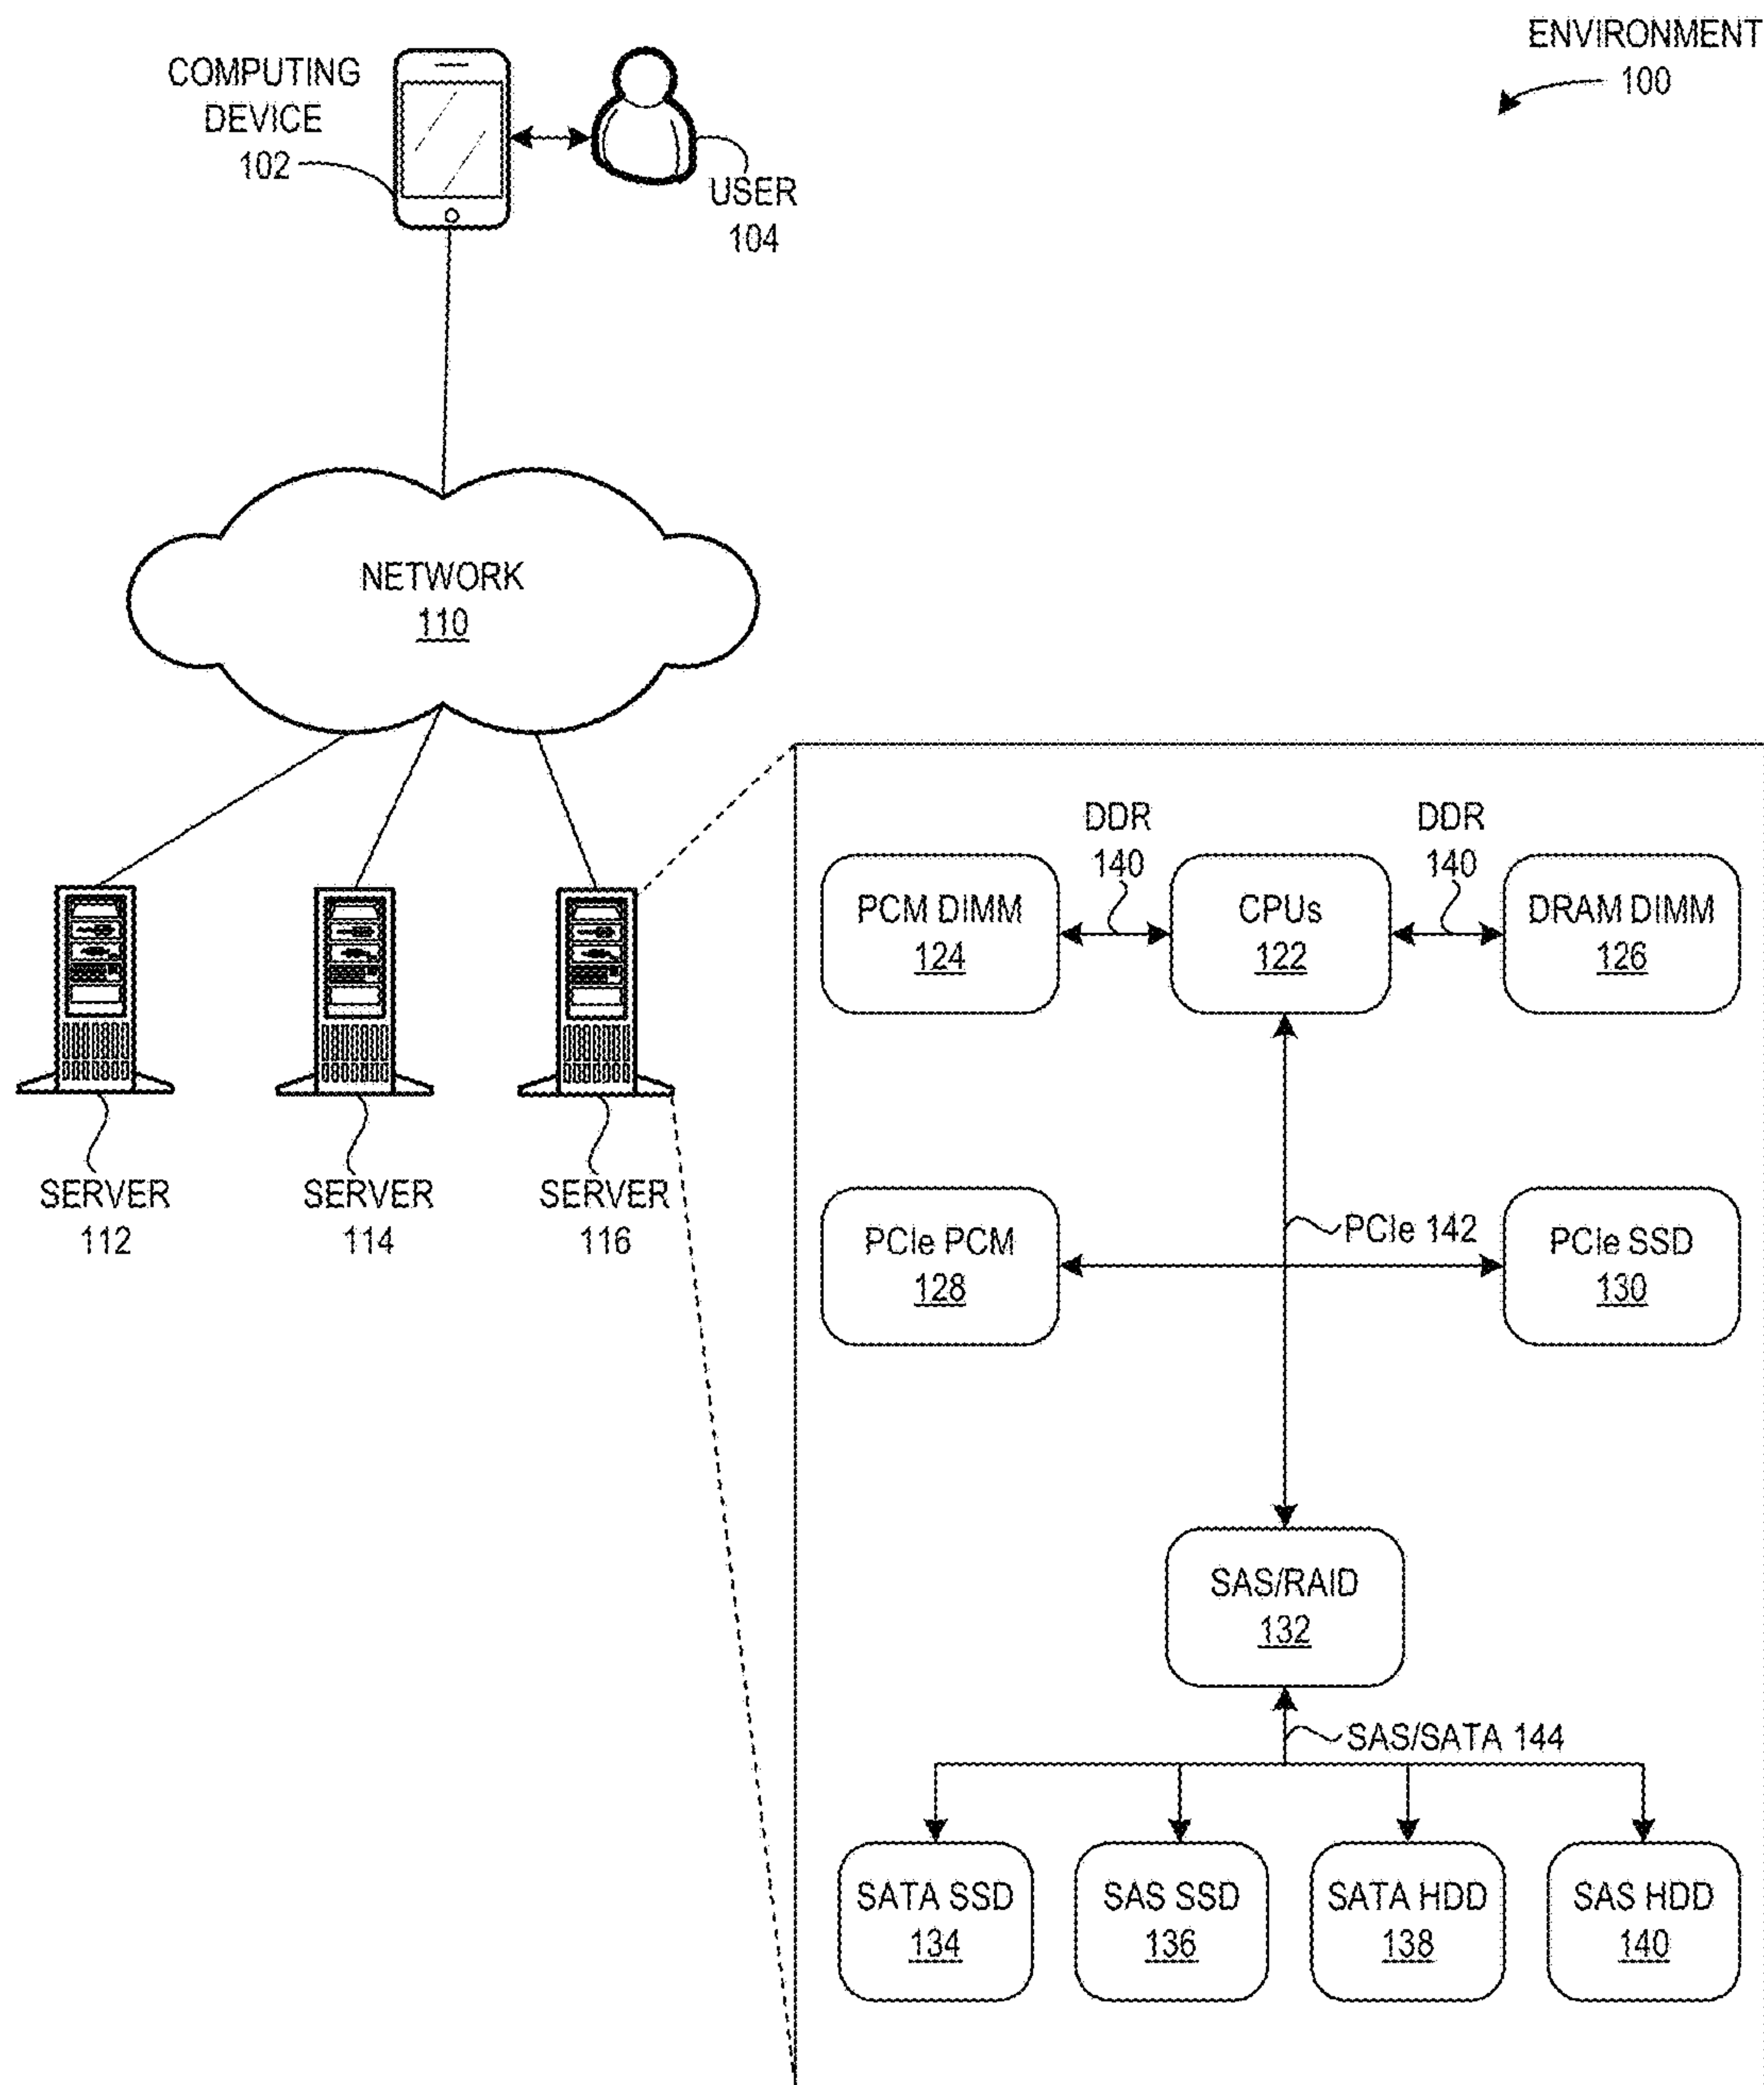 ENVIRONMENT
100
COMPUTING
DEVICE
102
USER
104
NETWORK
110
SERVER
112
SERVER
114
SERVER
116
DDR
140
DDR
140
PCM DIMM
124
CPUs
122
DRAM DIMM
126
PCIe PCM
128
PCIe 142
PCIe SSD
130
SAS/RAID
132
SAS/SATA 144
SATA SSD
134
SAS SSD
136
SATA HDD
138
SAS HDD
140